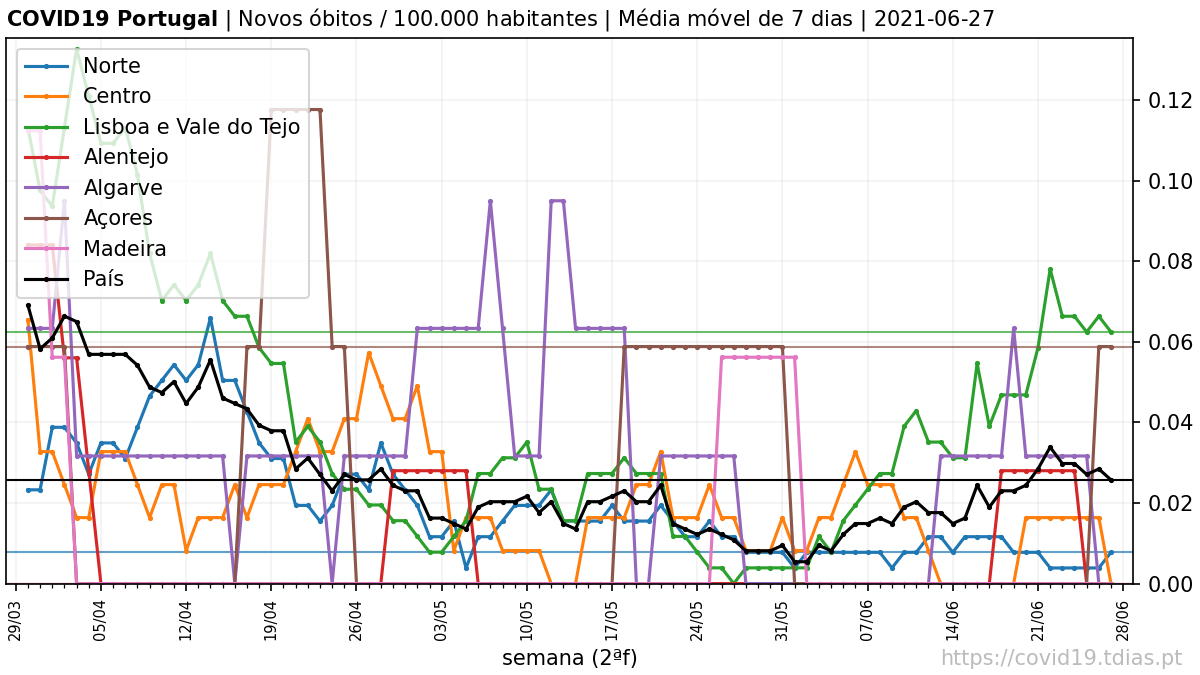 COVID19 Portugal | Novos óbitos / 100.000 habitantes | Média móvel de 7 dias | 2021-06-27
Norte
Centro
Lisboa e Vale do Tejo
Alentejo
Algarve
Açores
Madeira
País
0.12
0.10
0.08
0.06
0.04
0.02
0.00
29/03
05/04
12/04
19/04
26/04
03/05
10/05
17/05
24/05
31/05
07/06
14/06
21/06
28/06
semana (2ªf)
https://covid19.tdias.pt